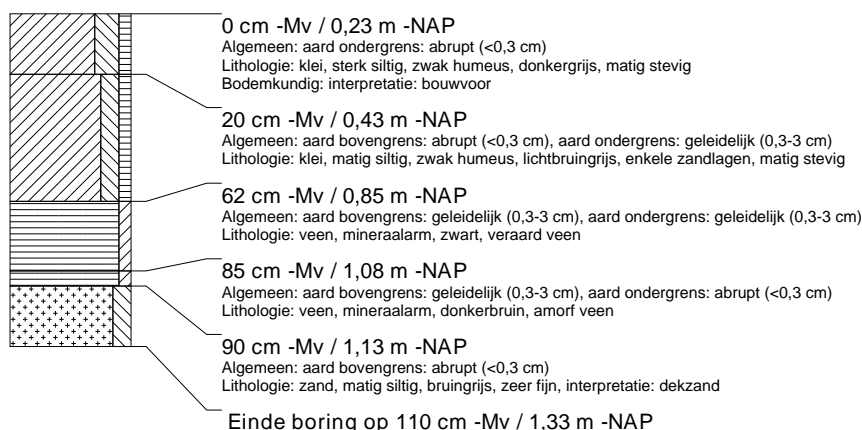 0 cm -Mv / 0,23 m -NAP
Algemeen: aard ondergrens: abrupt (<0,3 cm)
Lithologie: klei, sterk siltig, zwak humeus, donkergrijs, matig stevig
Bodemkundig: interpretatie: bouwvoor
20 cm -Mv / 0,43 m -NAP
Algemeen: aard bovengrens: abrupt (<0,3 cm), aard ondergrens: geleidelijk (0,3-3 cm)
Lithologie: klei, matig siltig, zwak humeus, lichtbruingrijs, enkele zandlagen, matig stevig
62 cm -Mv / 0,85 m -NAP
Algemeen: aard bovengrens: geleidelijk (0,3-3 cm), aard ondergrens: geleidelijk (0,3-3 cm)
Lithologie: veen, mineraalarm, zwart, veraard veen
85 cm -Mv / 1,08 m -NAP
Algemeen: aard bovengrens: geleidelijk (0,3-3 cm), aard ondergrens: abrupt (<0,3 cm)
Lithologie: veen, mineraalarm, donkerbruin, amorf veen
90 cm -Mv / 1,13 m -NAP
Algemeen: aard bovengrens: abrupt (<0,3 cm)
Lithologie: zand, matig siltig, bruingrijs, zeer fijn, interpretatie: dekzand
Einde boring op 110 cm -Mv / 1,33 m -NAP